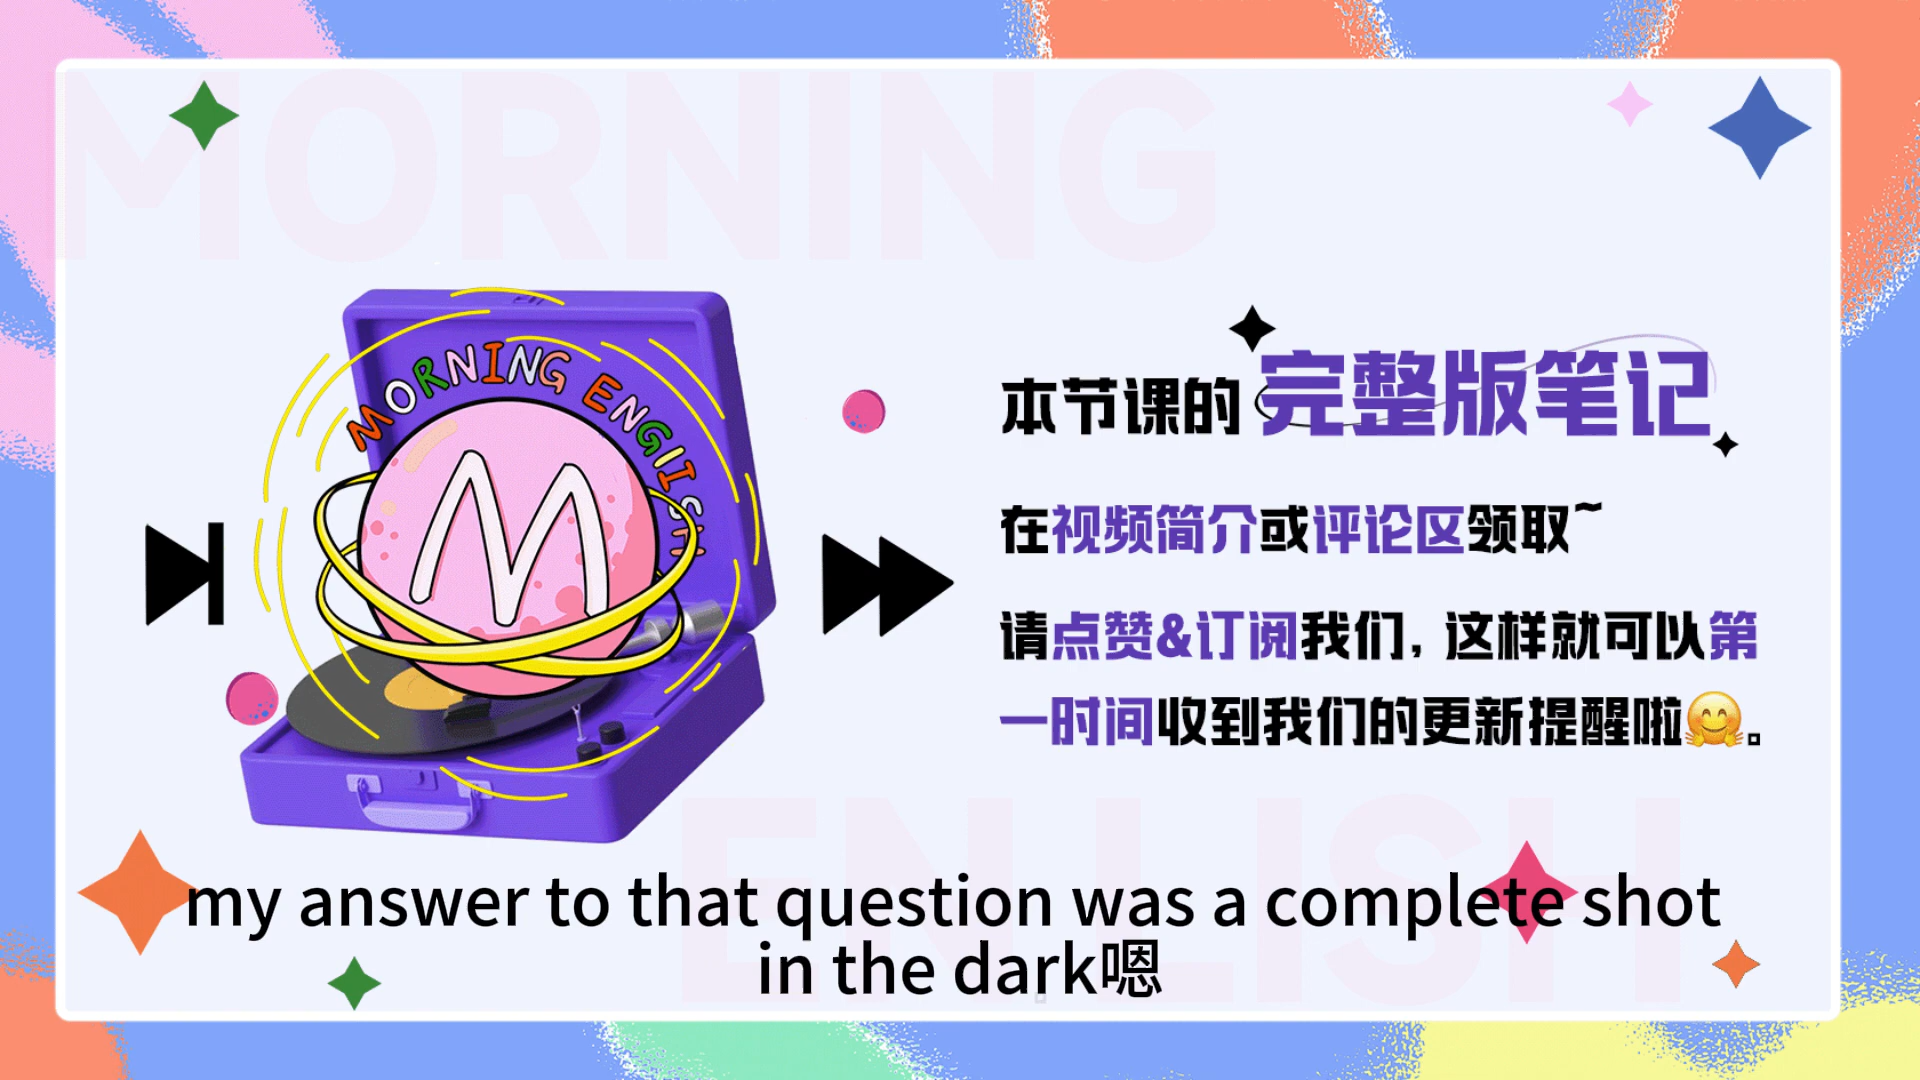 MORNING
MORNING ENGLISH
M
本节课的 完整版笔记
在视频简介或评论区领取~
请点赞&订阅我们，这样就可以第
一时间收到我们的更新提醒啦🤗。
EN LISH
my answer to that question was a complete shot
in the dark嗯